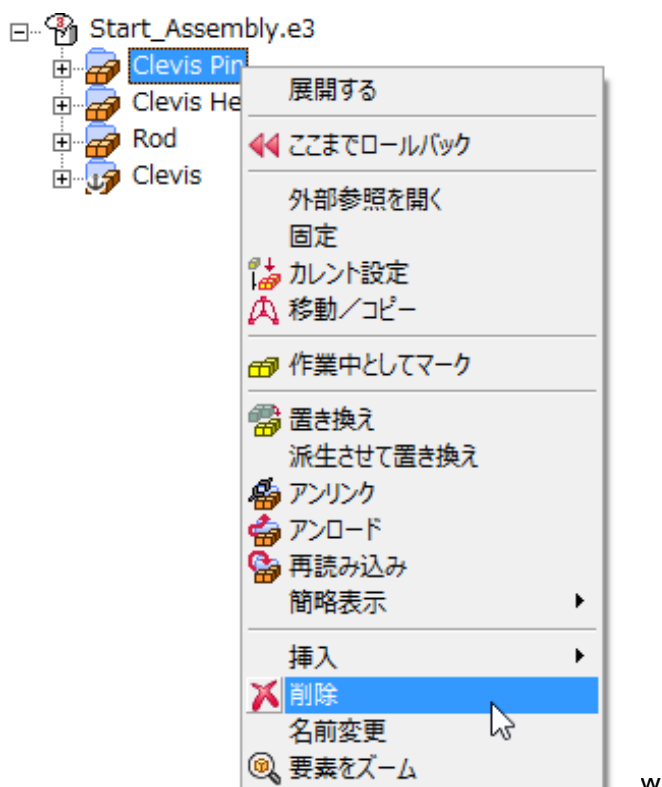 Start_Assembly.e3
Clevis Pin
Clevis He
Rod
Clevis
展開する
ここまでロールバック
外部参照を開く
固定
カレント設定
移動／コピー
作業中としてマーク
置き換え
派生させて置き換え
アンリンク
アンロード
再読み込み
簡略表示
挿入
削除
名前変更
要素をズーム
w